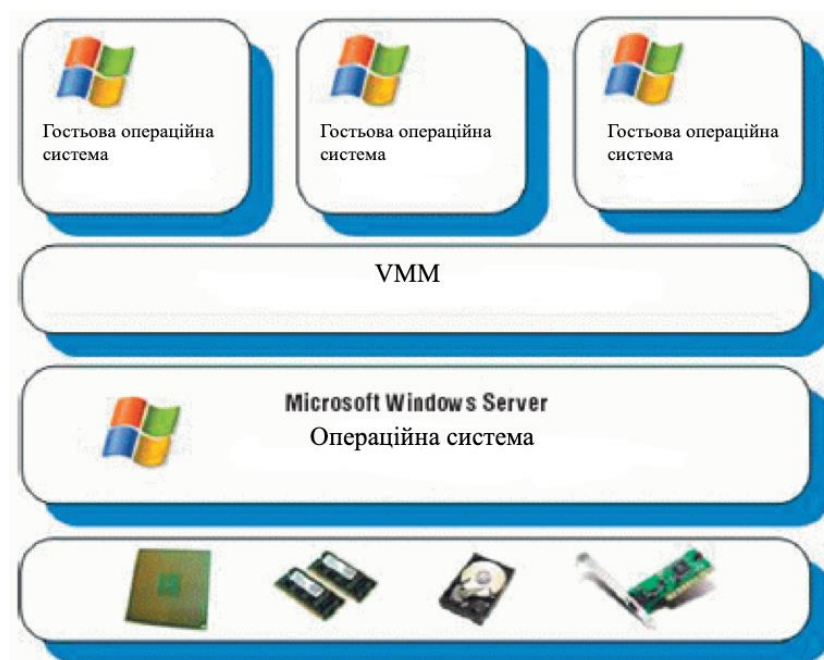 Гостьова операційна
система
Гостьова операційна
система
Гостьова операційна
система
VMM
Microsoft Windows Server
Операційна система